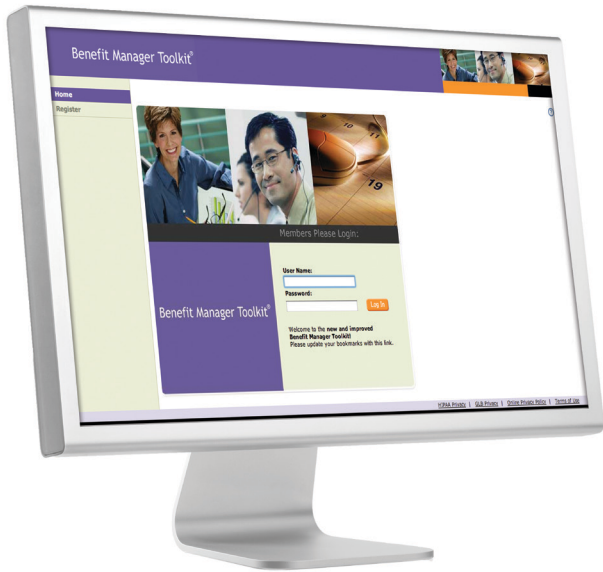 Benefit Manager Toolkit®
Home
Register
Members Please Login:
Benefit Manager Toolkit®
User Name:
Password:
Log In
Welcome to the new and improved
Benefit Manager Toolkit!
Please update your bookmarks with this link.
HIPAA Privacy | GLB Privacy | Online Privacy Policy | Terms of Use